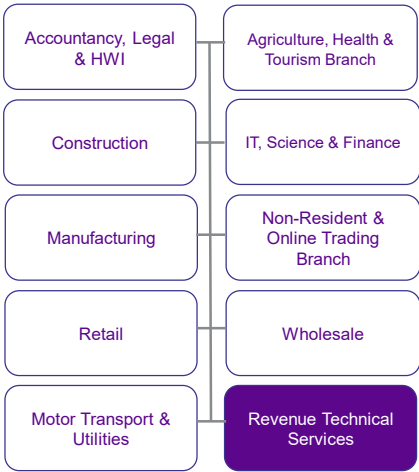 Accountancy, Legal
& HWI
Agriculture, Health &
Tourism Branch
Construction
IT, Science & Finance
Manufacturing
Non-Resident &
Online Trading
Branch
Retail
Wholesale
Motor Transport &
Utilities
Revenue Technical
Services